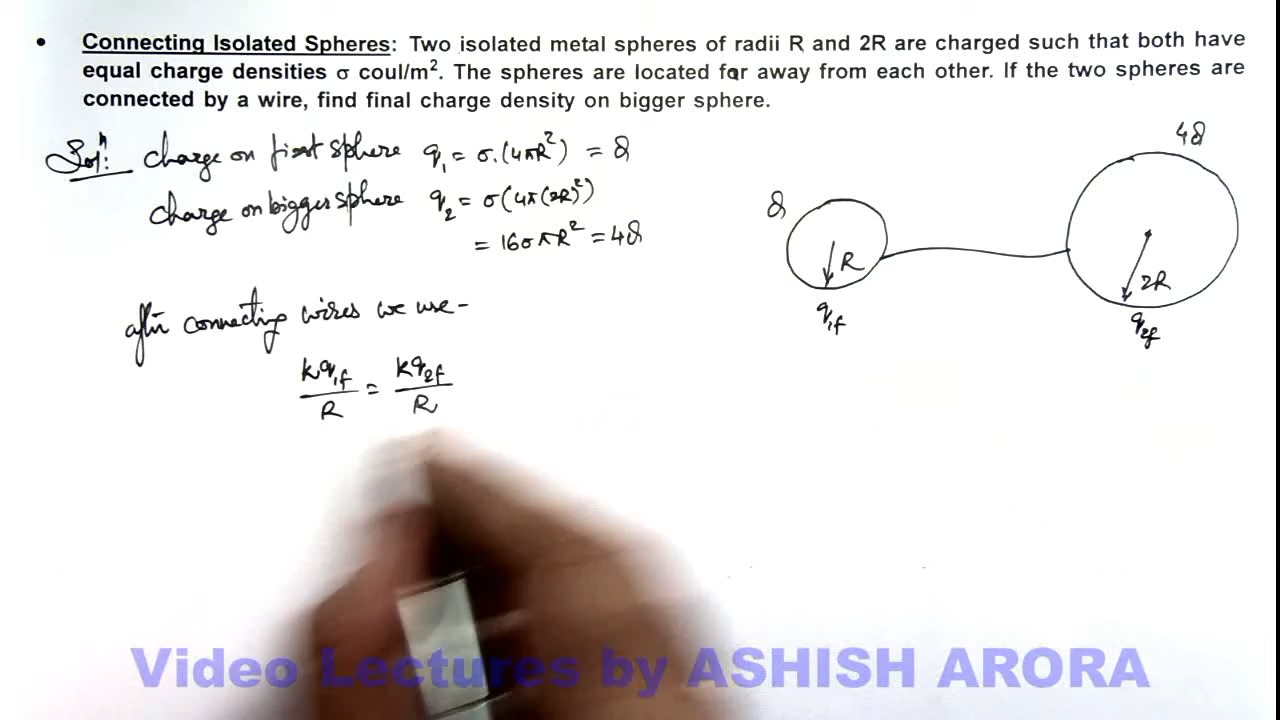 • Connecting Isolated Spheres: Two isolated metal spheres of radii R and 2R are charged such that both have
equal charge densities σ coul/m². The spheres are located far away from each other. If the two spheres are
connected by a wire, find final charge density on bigger sphere.
Solⁿ: charge on first sphere q₁ = σ.(4πR²) = Q
charge on bigger sphere q₂ = σ(4π(2R)²)
= 16σπR² = 4Q
after connecting wires we use –
kq₁f/R = kq₂f/R
4Q
Q
R
2R
q₁f
q₂f
Video Lectures by ASHISH ARORA